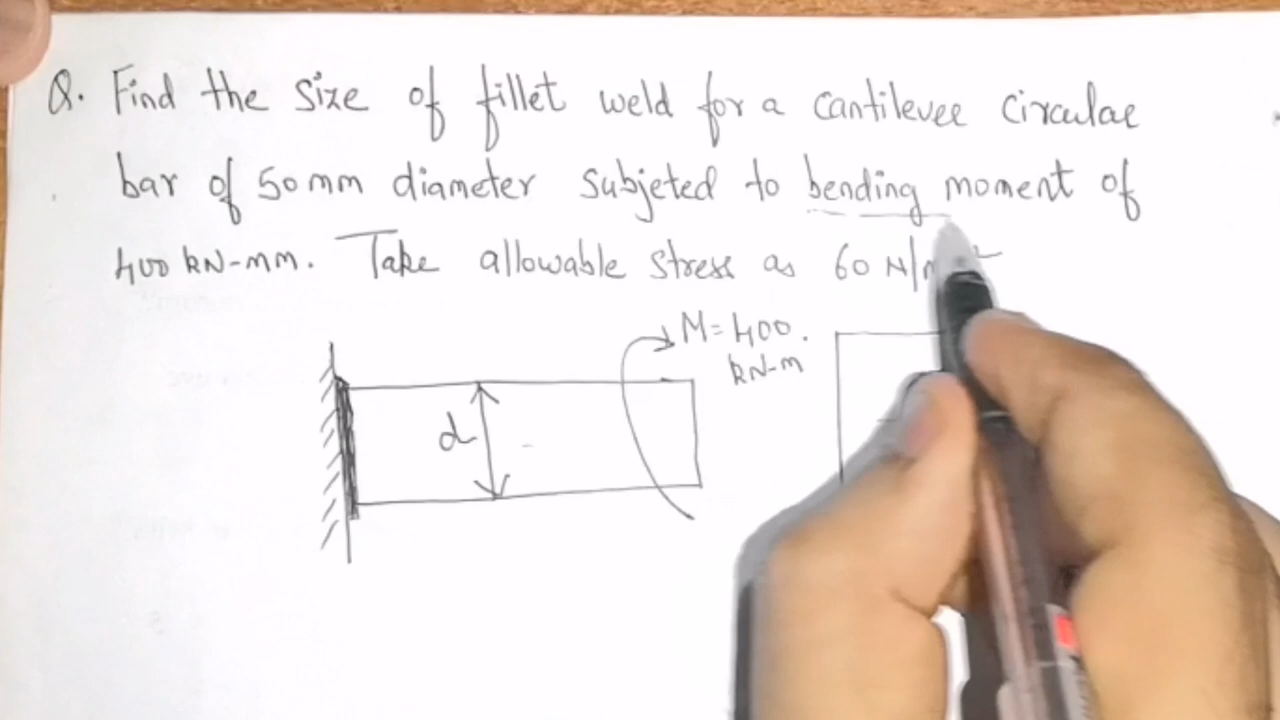 Q. Find the size of fillet weld for a cantilever circular
bar of 50mm diameter subjeted to bending moment of
400 kN-mm. Take allowable stress as 60 N/
M=400.
kN-m
d